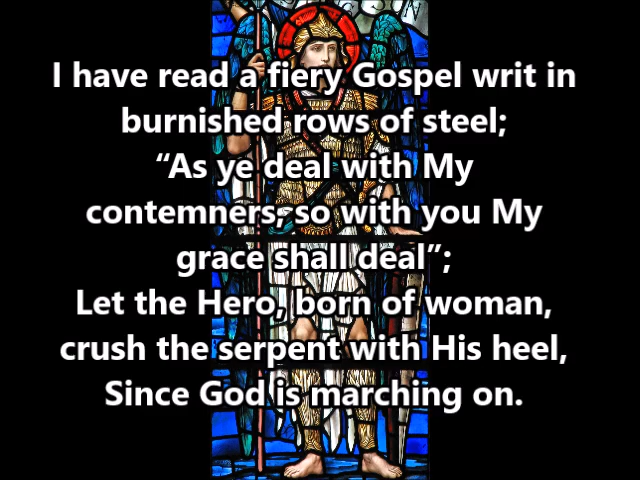 I have read a fiery Gospel writ in
burnished rows of steel;
“As ye deal with My
contemners, so with you My
grace shall deal”;
Let the Hero, born of woman,
crush the serpent with His heel,
Since God is marching on.